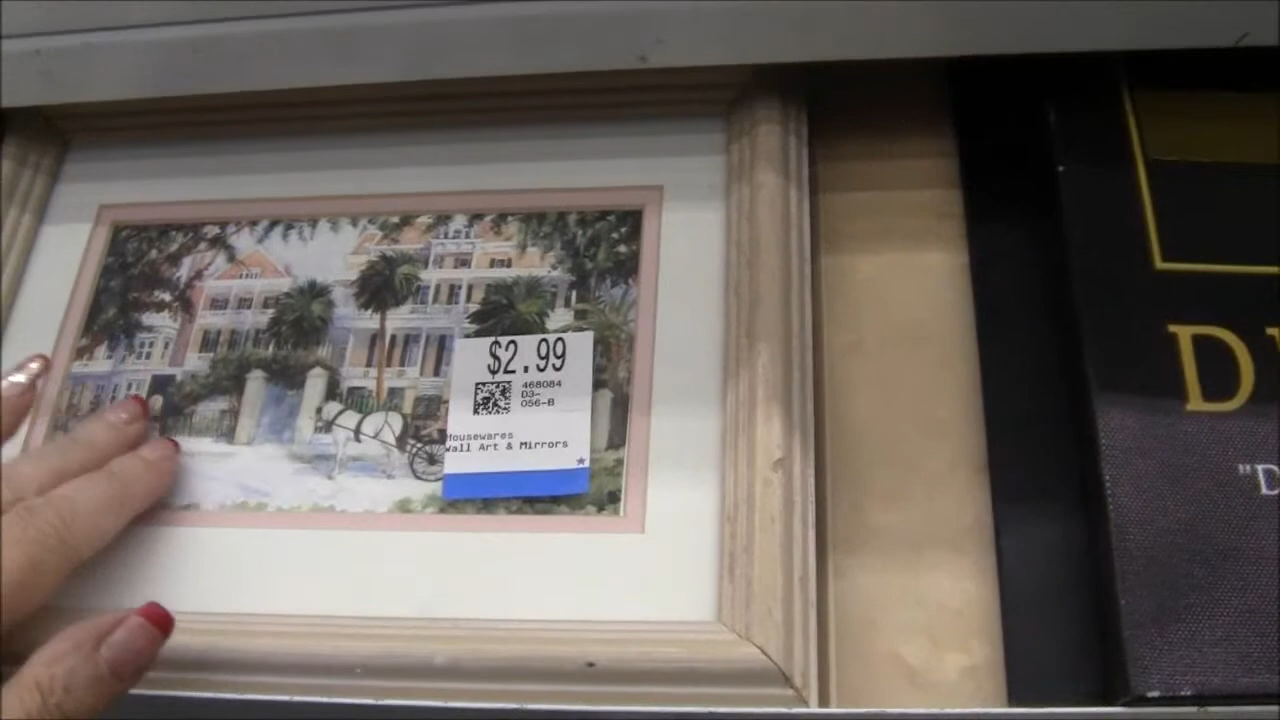 $2.99
468084
D3-
056-B
Housewares
Wall Art & Mirrors
D
"D